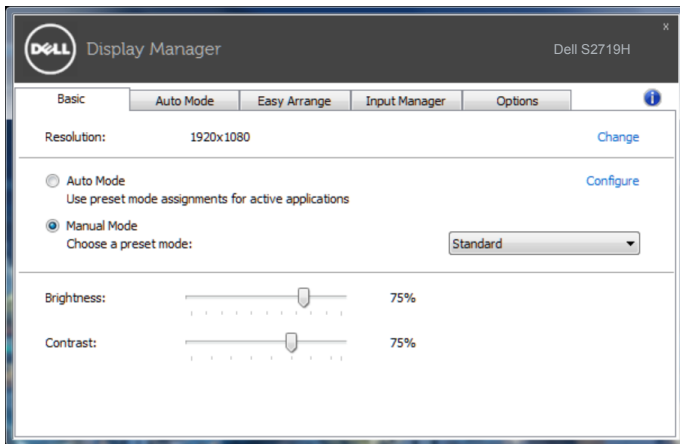 DELL Display Manager Dell S2719H
x
Basic Auto Mode Easy Arrange Input Manager Options i
Resolution: 1920x1080 Change
Auto Mode Configure
Use preset mode assignments for active applications
Manual Mode
Choose a preset mode: Standard
Brightness: 75%
Contrast: 75%